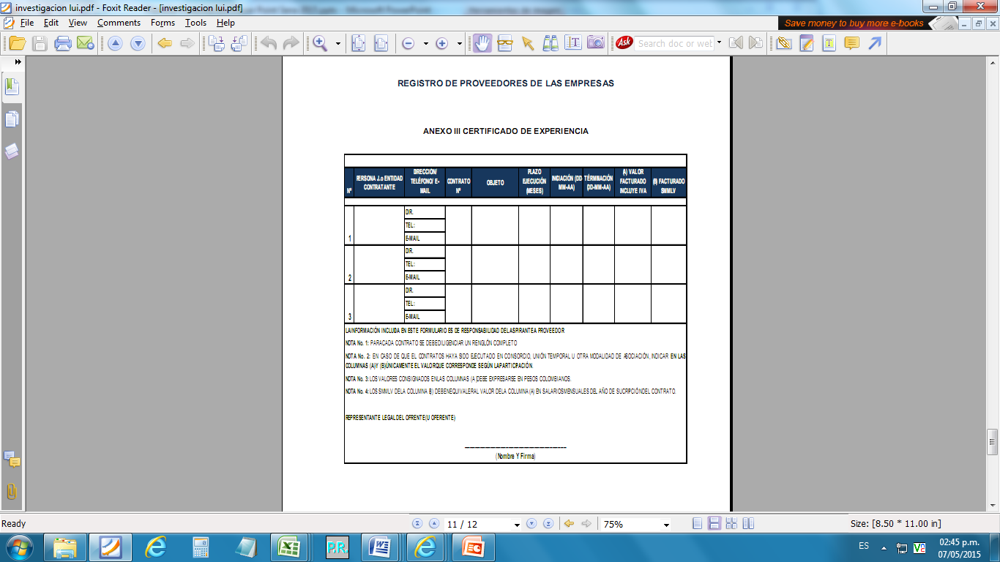 investigacion lui.pdf - Foxit Reader - [investigacion lui.pdf]
File Edit View Comments Forms Tools Help
Save money to buy more e-books
Ask Search doc or web
REGISTRO DE PROVEEDORES DE LAS EMPRESAS
ANEXO III CERTIFICADO DE EXPERIENCIA
Nº PERSONA J.o ENTIDAD CONTRATANTE DIRECCION/ TELÉFONO/ E-MAIL CONTRATO Nº OBJETO PLAZO EJECUCIÓN (MESES) INICIACIÓN (DD MM-AA) TÉRMINACIÓN (DD-MM-AA) (A) VALOR FACTURADO INCLUYE IVA (B) FACTURADO SMMLV
DIR.
TEL:
1 E-MAIL
DIR.
TEL:
2 E-MAIL
DIR.
TEL:
3 E-MAIL
LA INFORMACIÓN INCLUIDA EN ESTE FORMULARIO ES DE RESPONSABILIDAD DEL ASPIRANTE A PROVEEDOR
NOTA No. 1: PARA CADA CONTRATO SE DEBE DILIGENCIAR UN RENGLÓN COMPLETO
NOTA No. 2: EN CASO DE QUE EL CONTRATOS HAYA SIDO EJECUTADO EN CONSORCIO, UNIÓN TEMPORAL U OTRA MODALIDAD DE ASOCIACIÓN, INDICAR EN LAS
COLUMNAS (A) Y (B) ÚNICAMENTE EL VALOR QUE CORRESPONDE SEGÚN LA PARTICIPACIÓN.
NOTA No. 3: LOS VALORES CONSIGNADOS EN LAS COLUMNAS (A) DEBE EXPRESARSE EN PESOS COLOMBIANOS.
NOTA No. 4: LOS SMMLV DE LA COLUMNA (B) DEBEN EQUIVALER AL VALOR DE LA COLUMNA (A) EN SALARIOS MENSUALES DEL AÑO DE SUCRIPCIÓN DEL CONTRATO.
REPRESENTANTE LEGAL DEL OFRENTE (U OFERENTE)
(Nombre Y Firma)
Ready 11 / 12 75% Size: [8.50 * 11.00 in]
P.R. ES 02:45 p.m.
07/05/2015